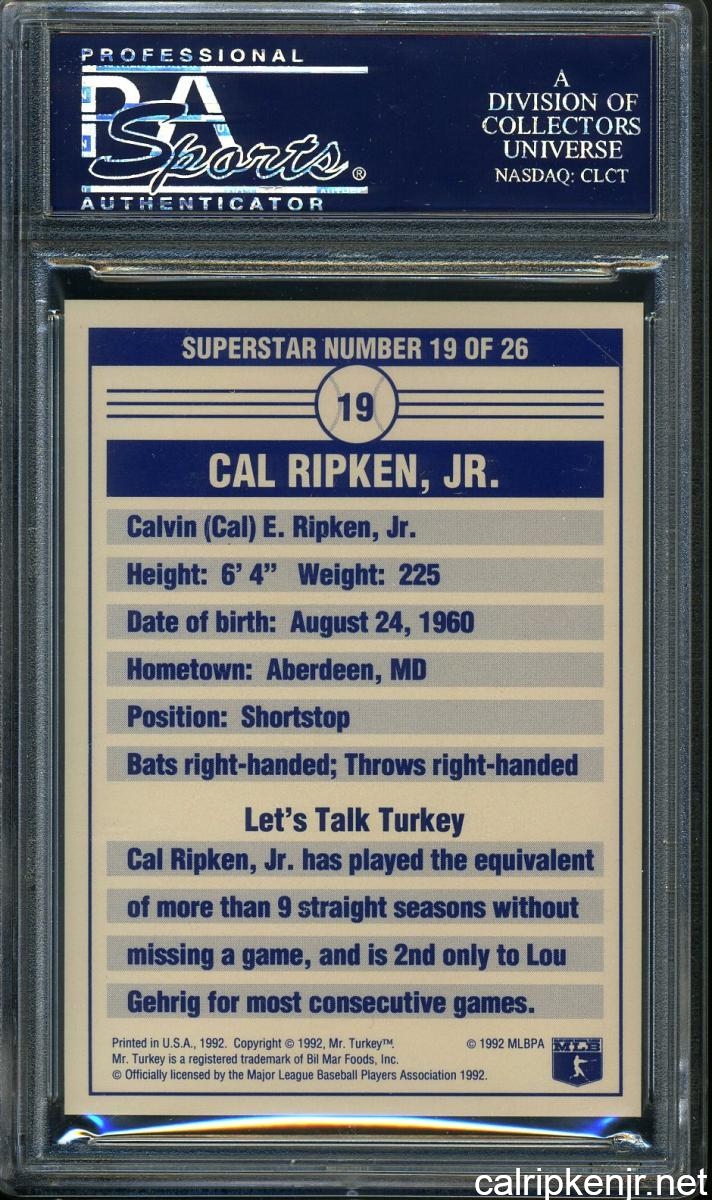 PROFESSIONAL
PSA
Sports®
AUTHENTICATOR
A
DIVISION OF
COLLECTORS
UNIVERSE
NASDAQ: CLCT
SUPERSTAR NUMBER 19 OF 26
19
CAL RIPKEN, JR.
Calvin (Cal) E. Ripken, Jr.
Height: 6' 4” Weight: 225
Date of birth: August 24, 1960
Hometown: Aberdeen, MD
Position: Shortstop
Bats right-handed; Throws right-handed
Let's Talk Turkey
Cal Ripken, Jr. has played the equivalent
of more than 9 straight seasons without
missing a game, and is 2nd only to Lou
Gehrig for most consecutive games.
Printed in U.S.A., 1992. Copyright © 1992, Mr. Turkey™. © 1992 MLBPA
Mr. Turkey is a registered trademark of Bil Mar Foods, Inc.
© Officially licensed by the Major League Baseball Players Association 1992.
MLB
calripkenjr.net